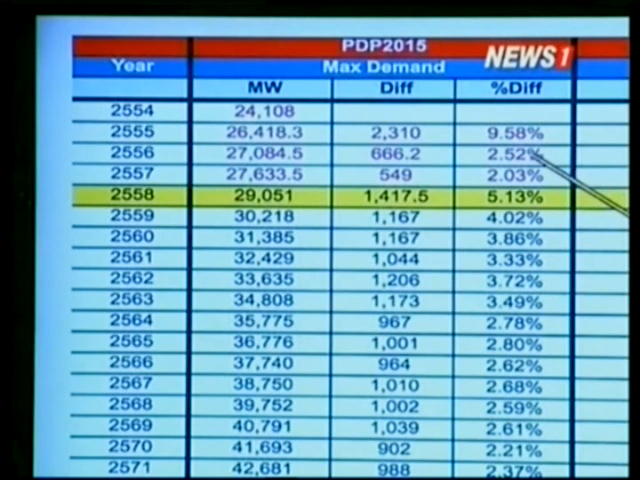 PDP2015
NEWS1
Year Max Demand
MW Diff %Diff
2554 24,108
2555 26,418.3 2,310 9.58%
2556 27,084.5 666.2 2.52%
2557 27,633.5 549 2.03%
2558 29,051 1,417.5 5.13%
2559 30,218 1,167 4.02%
2560 31,385 1,167 3.86%
2561 32,429 1,044 3.33%
2562 33,635 1,206 3.72%
2563 34,808 1,173 3.49%
2564 35,775 967 2.78%
2565 36,776 1,001 2.80%
2566 37,740 964 2.62%
2567 38,750 1,010 2.68%
2568 39,752 1,002 2.59%
2569 40,791 1,039 2.61%
2570 41,693 902 2.21%
2571 42,681 988 2.37%